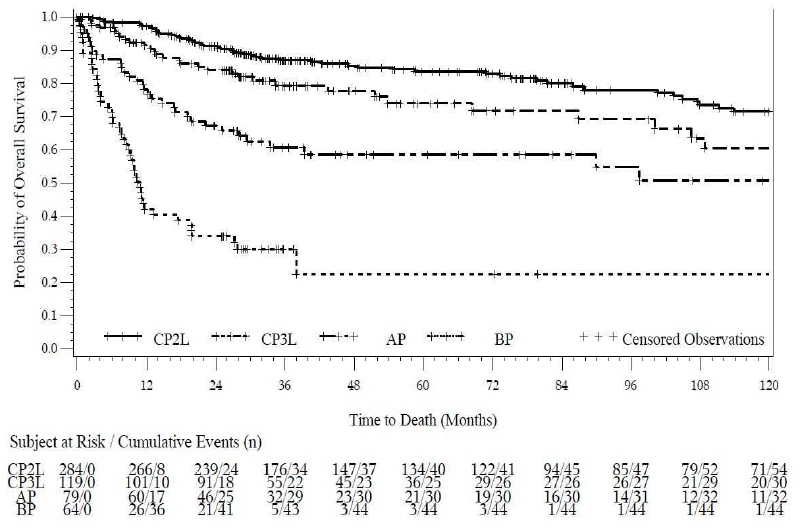 Probability of Overall Survival
1.0
0.9
0.8
0.7
0.6
0.5
0.4
0.3
0.2
0.1
0.0
CP2L CP3L AP BP Censored Observations
0 12 24 36 48 60 72 84 96 108 120
Time to Death (Months)
Subject at Risk / Cumulative Events (n)
CP2L 284/0 266/8 239/24 176/34 147/37 134/40 122/41 94/45 85/47 79/52 71/54
CP3L 119/0 101/10 91/18 55/22 45/23 36/25 29/26 27/26 26/27 21/29 20/30
AP 79/0 60/17 46/25 32/29 23/30 21/30 19/30 16/30 14/31 12/32 11/32
BP 64/0 26/36 21/41 5/43 3/44 3/44 3/44 1/44 1/44 1/44 1/44